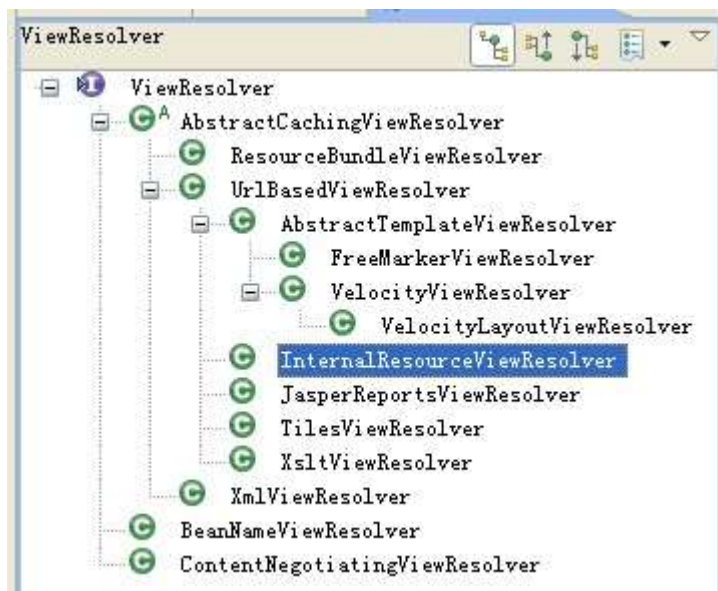 ViewResolver
ViewResolver
AbstractCachingViewResolver
ResourceBundleViewResolver
UrlBasedViewResolver
AbstractTemplateViewResolver
FreeMarkerViewResolver
VelocityViewResolver
VelocityLayoutViewResolver
InternalResourceViewResolver
JasperReportsViewResolver
TilesViewResolver
XsltViewResolver
XmlViewResolver
BeanNameViewResolver
ContentNegotiatingViewResolver